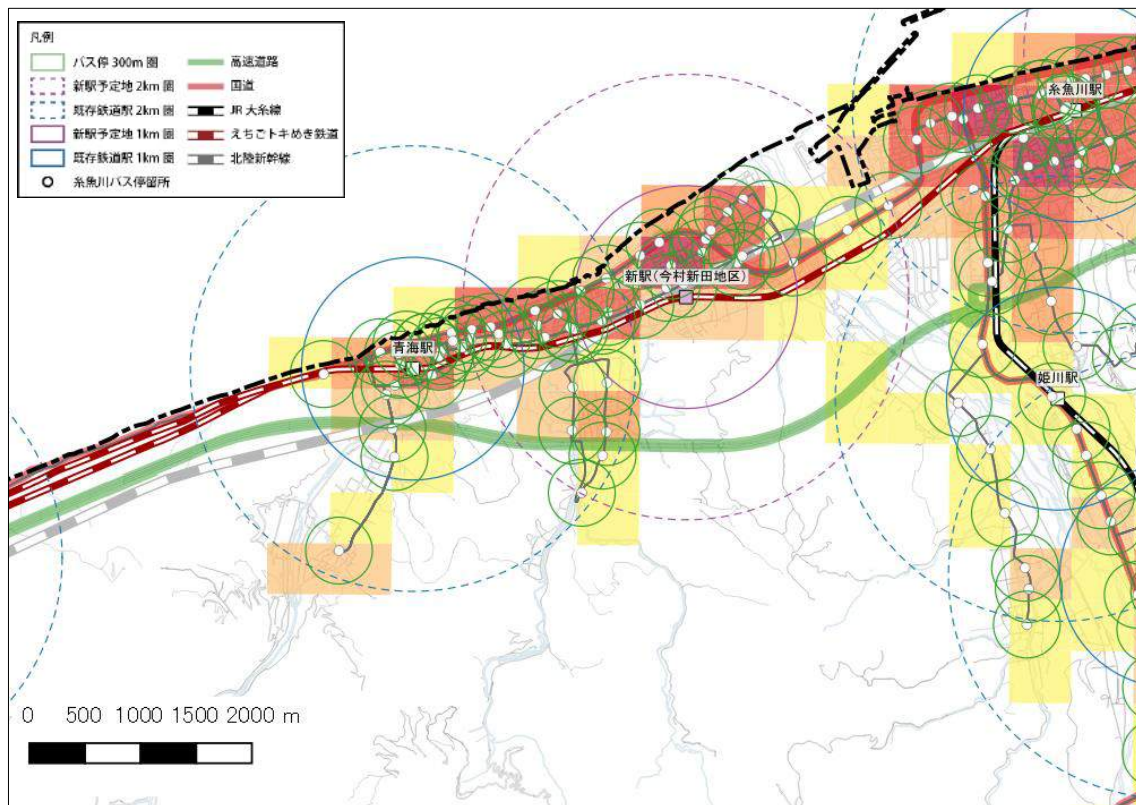 凡例
バス停 300m 圏
新駅予定地 2km 圏
既存鉄道駅 2km 圏
新駅予定地 1km 圏
既存鉄道駅 1km 圏
糸魚川バス停留所
高速道路
国道
JR 大糸線
えちごトキめき鉄道
北陸新幹線
糸魚川駅
新駅(今村新田地区)
青海駅
姫川駅
0 500 1000 1500 2000 m